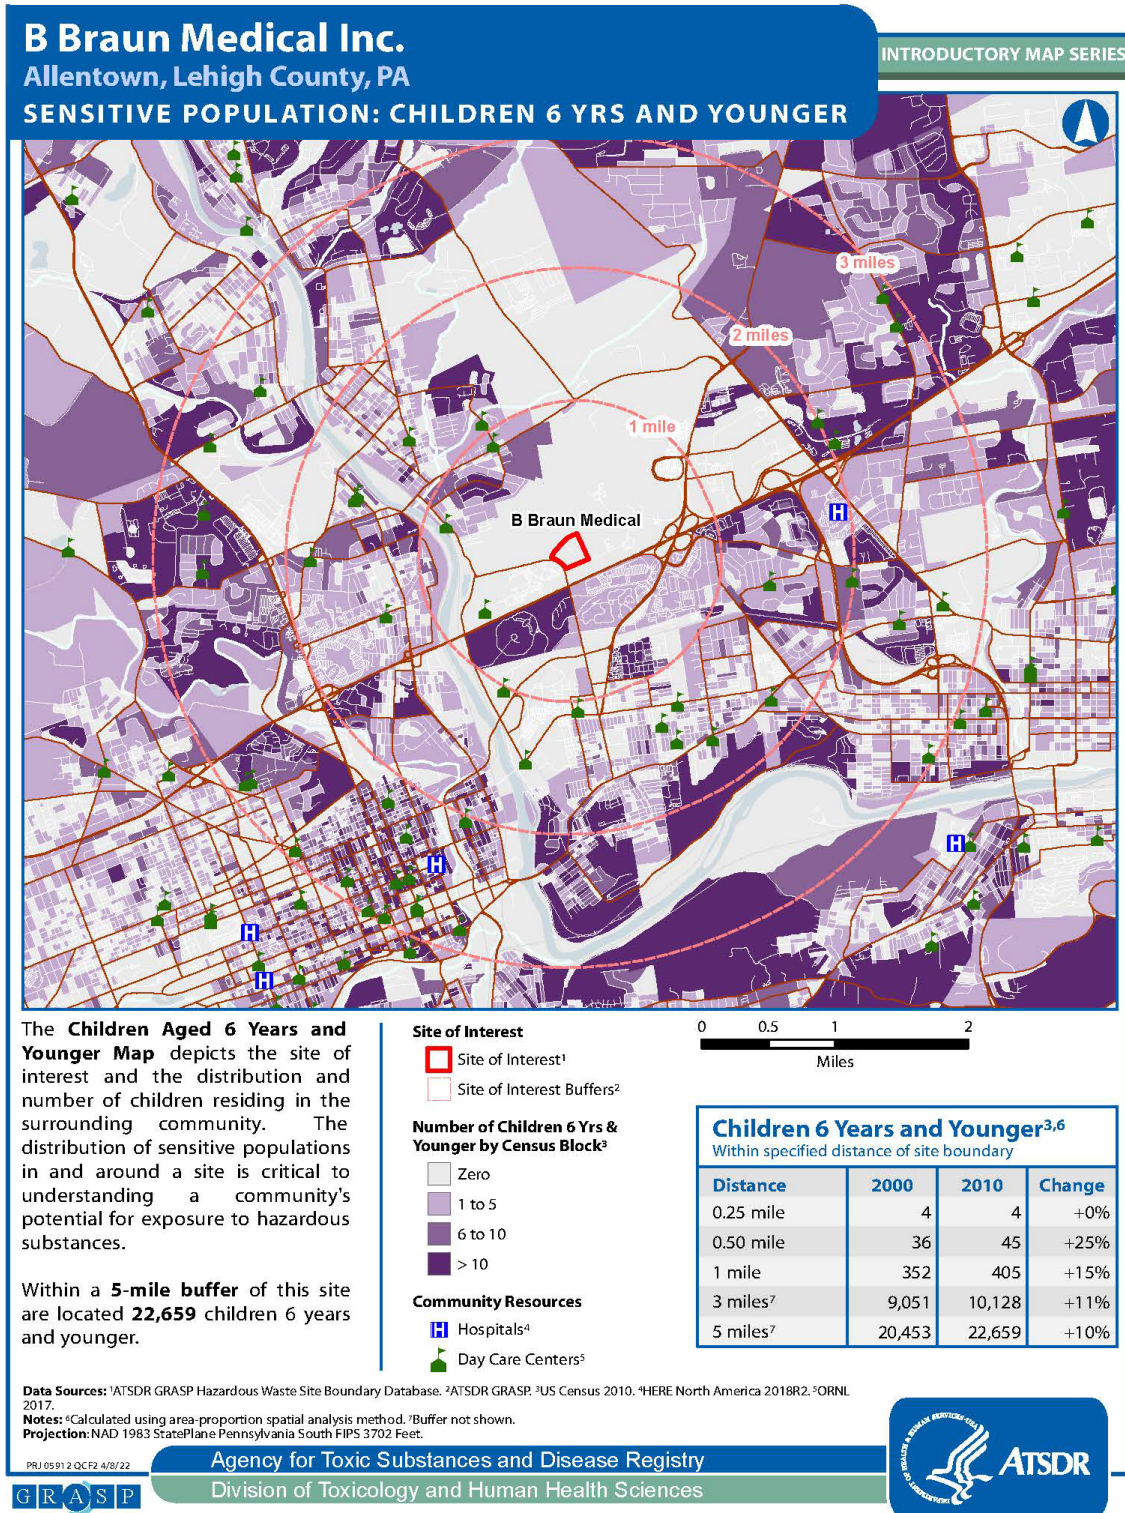 B Braun Medical Inc.
Allentown, Lehigh County, PA
SENSITIVE POPULATION: CHILDREN 6 YRS AND YOUNGER
INTRODUCTORY MAP SERIES
3 miles
2 miles
1 mile
B Braun Medical
H
H
H
H
H
The Children Aged 6 Years and
Younger Map depicts the site of
interest and the distribution and
number of children residing in the
surrounding community. The
distribution of sensitive populations
in and around a site is critical to
understanding a community's
potential for exposure to hazardous
substances.
Within a 5-mile buffer of this site
are located 22,659 children 6 years
and younger.
Site of Interest
Site of Interest¹
Site of Interest Buffers²
Number of Children 6 Yrs &
Younger by Census Block³
Zero
1 to 5
6 to 10
> 10
Community Resources
H Hospitals⁴
Day Care Centers⁵
0 0.5 1 2
Miles
Children 6 Years and Younger³,⁶
Within specified distance of site boundary
Distance 2000 2010 Change
0.25 mile 4 4 +0%
0.50 mile 36 45 +25%
1 mile 352 405 +15%
3 miles⁷ 9,051 10,128 +11%
5 miles⁷ 20,453 22,659 +10%
Data Sources: ¹ATSDR GRASP Hazardous Waste Site Boundary Database. ²ATSDR GRASP. ³US Census 2010. ⁴HERE North America 2018R2. ⁵ORNL
2017.
Notes: ⁶Calculated using area-proportion spatial analysis method. ⁷Buffer not shown.
Projection: NAD 1983 StatePlane Pennsylvania South FIPS 3702 Feet.
PRJ 05912 QCF2 4/8/22
Agency for Toxic Substances and Disease Registry
Division of Toxicology and Human Health Sciences
GRASP
DEPARTMENT OF HEALTH & HUMAN SERVICES·USA
ATSDR